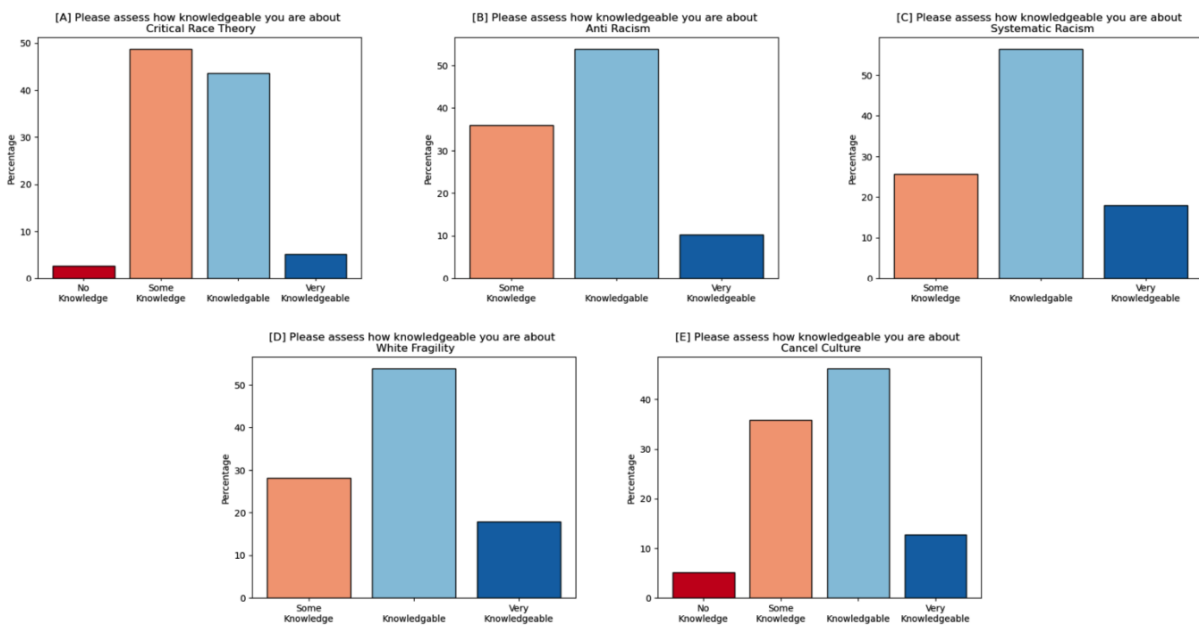 [A] Please assess how knowledgeable you are about
Critical Race Theory
Percentage
50
40
30
20
10
0
No
Knowledge
Some
Knowledge
Knowledgable
Very
Knowledgeable
[B] Please assess how knowledgeable you are about
Anti Racism
Percentage
50
40
30
20
10
0
Some
Knowledge
Knowledgable
Very
Knowledgeable
[C] Please assess how knowledgeable you are about
Systematic Racism
Percentage
50
40
30
20
10
0
Some
Knowledge
Knowledgable
Very
Knowledgeable
[D] Please assess how knowledgeable you are about
White Fragility
Percentage
50
40
30
20
10
0
Some
Knowledge
Knowledgable
Very
Knowledgeable
[E] Please assess how knowledgeable you are about
Cancel Culture
Percentage
40
30
20
10
0
No
Knowledge
Some
Knowledge
Knowledgable
Very
Knowledgeable